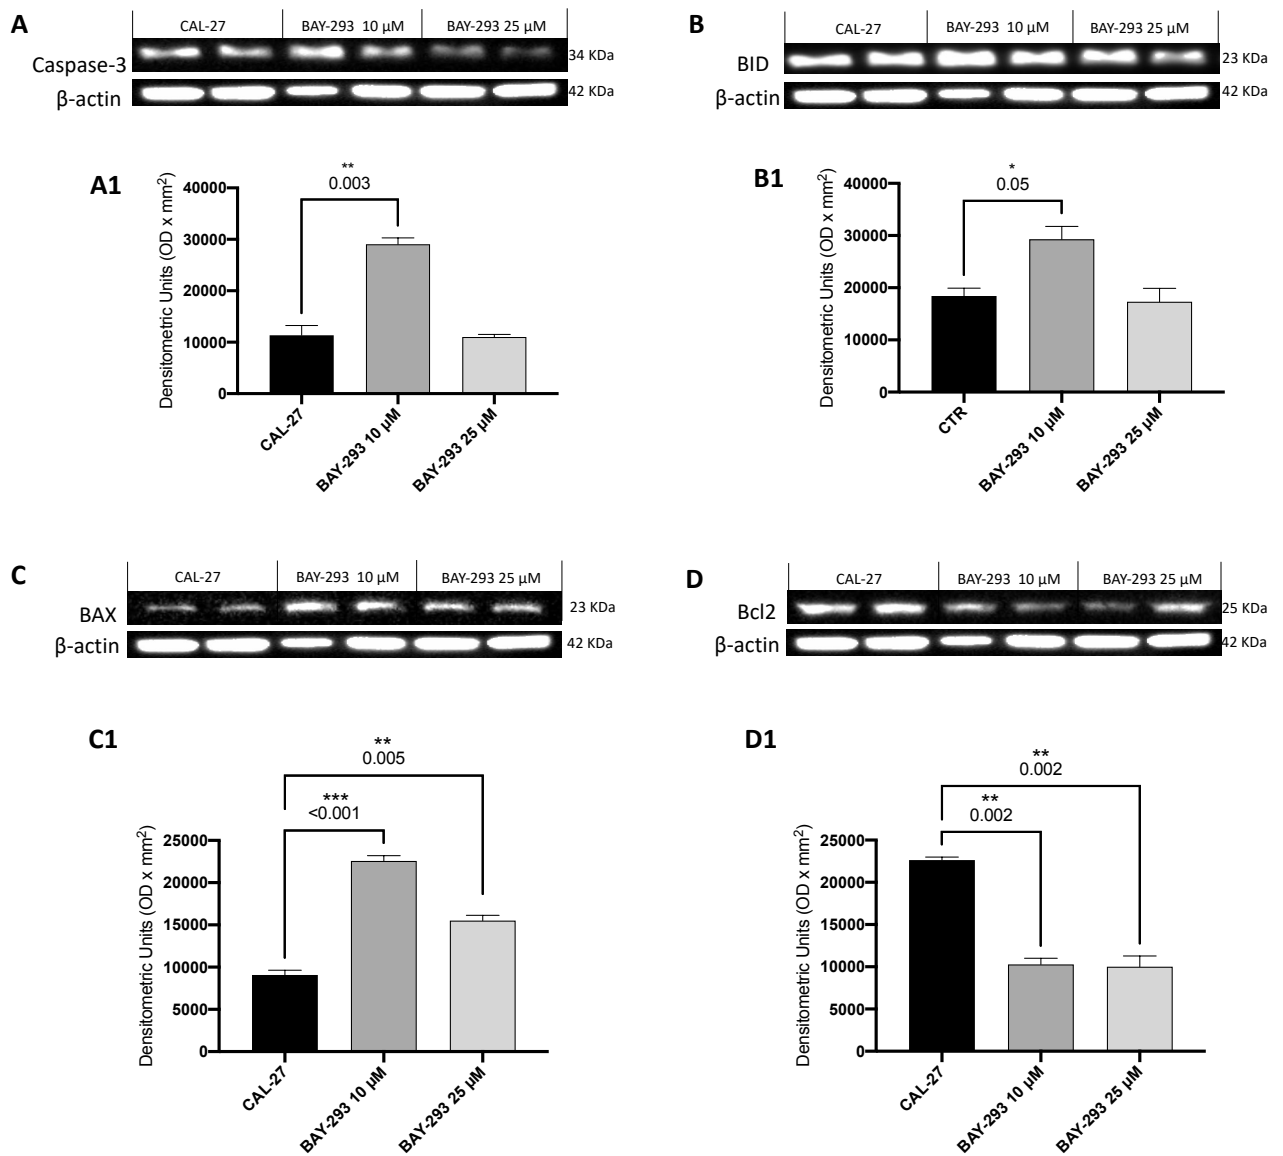 A
CAL-27 BAY-293 10 µM BAY-293 25 µM
Caspase-3 34 KDa
β-actin 42 KDa
A1
**
0.003
Densitometric Units (OD x mm²)
40000
30000
20000
10000
0
CAL-27
BAY-293 10 µM
BAY-293 25 µM
B
CAL-27 BAY-293 10 µM BAY-293 25 µM
BID 23 KDa
β-actin 42 KDa
B1
*
0.05
Densitometric Units (OD x mm²)
40000
30000
20000
10000
0
CTR
BAY-293 10 µM
BAY-293 25 µM
C
CAL-27 BAY-293 10 µM BAY-293 25 µM
BAX 23 KDa
β-actin 42 KDa
C1
**
0.005
***
<0.001
Densitometric Units (OD x mm²)
25000
20000
15000
10000
5000
0
CAL-27
BAY-293 10 µM
BAY-293 25 µM
D
CAL-27 BAY-293 10 µM BAY-293 25 µM
Bcl2 25 KDa
β-actin 42 KDa
D1
**
0.002
**
0.002
Densitometric Units (OD x mm²)
25000
20000
15000
10000
5000
0
CAL-27
BAY-293 10 µM
BAY-293 25 µM